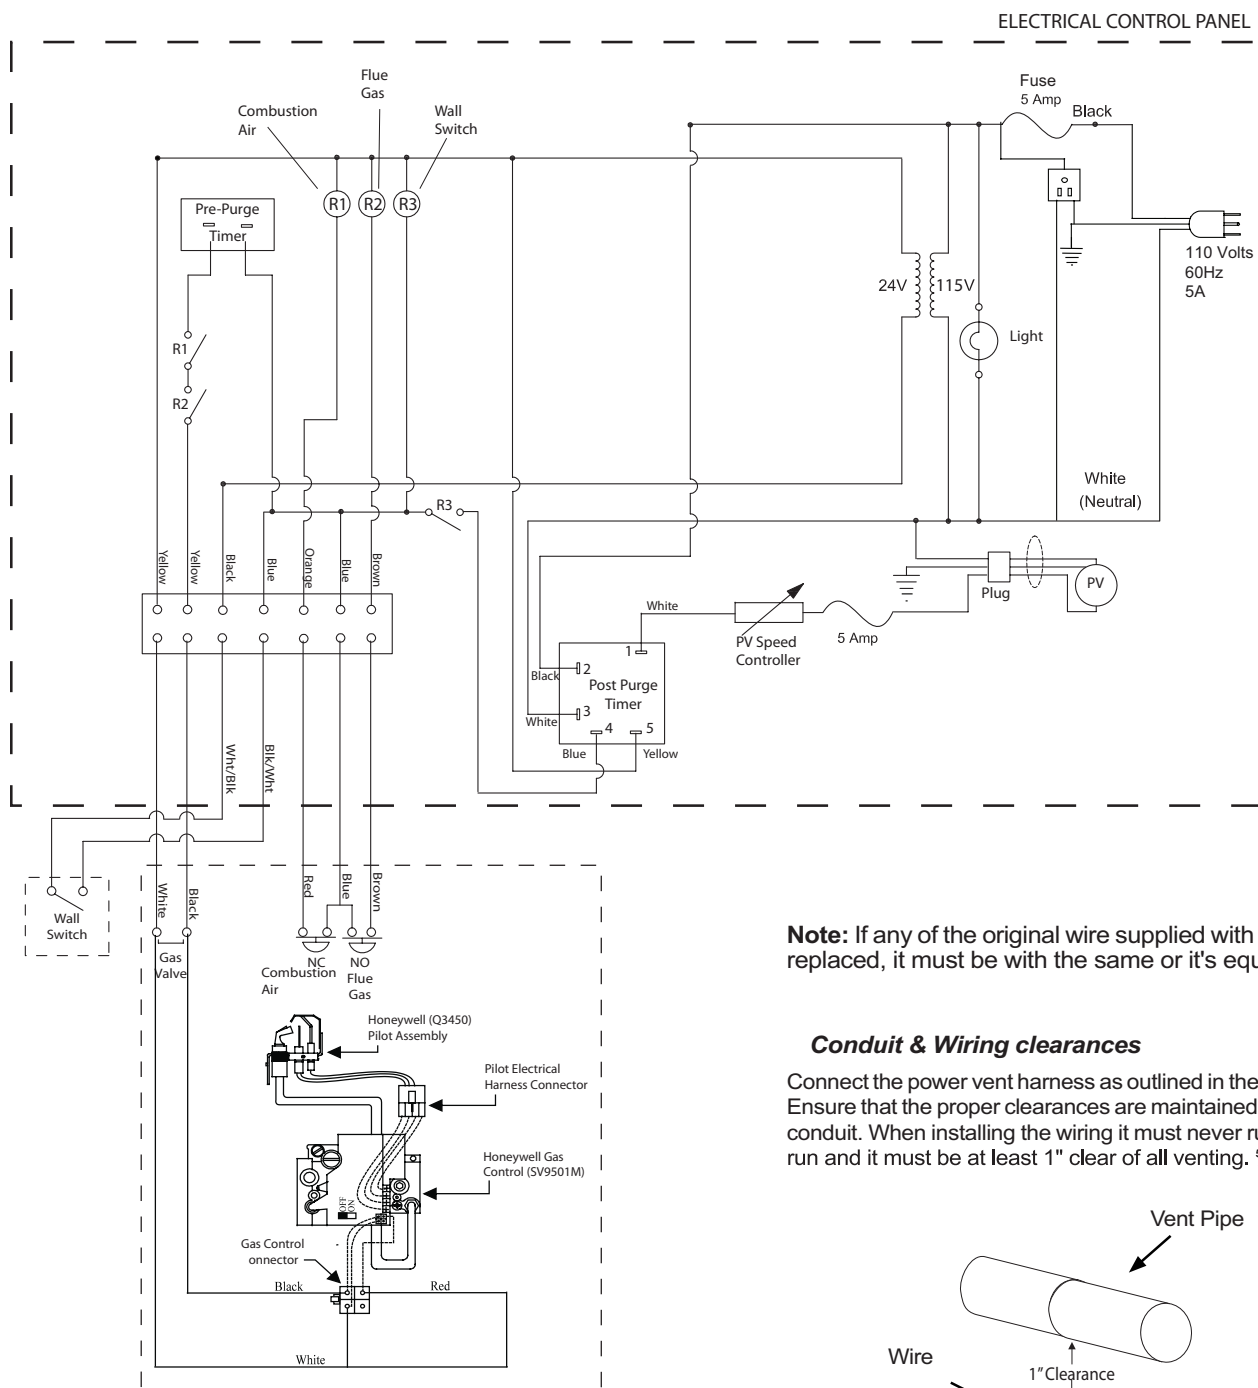 ELECTRICAL CONTROL PANEL
Flue
Gas
Combustion
Air
Wall
Switch
Fuse
5 Amp
Black
R1
R2
R3
Pre-Purge
Timer
110 Volts
60Hz
5A
24V
115V
Light
R1
R2
White
(Neutral)
R3
Yellow
Yellow
Black
Blue
Orange
Blue
Brown
Plug
PV
White
PV Speed
Controller
5 Amp
1
2
Black
Post Purge
Timer
3
White
4
5
Blue
Yellow
Wht/Blk
Blk/Wht
Wall
Switch
White
Black
Red
Blue
Brown
Gas
Valve
NC
NO
Combustion
Air
Flue
Gas
Note: If any of the original wire supplied with
replaced, it must be with the same or it's equ
Honeywell (Q3450)
Pilot Assembly
Conduit & Wiring clearances
Pilot Electrical
Harness Connector
Connect the power vent harness as outlined in the
Ensure that the proper clearances are maintained
conduit. When installing the wiring it must never ru
run and it must be at least 1" clear of all venting.
Honeywell Gas
Control (SV9501M)
OFF
ON
Vent Pipe
Gas Control
onnector
Black
Red
White
Wire
1" Clearance